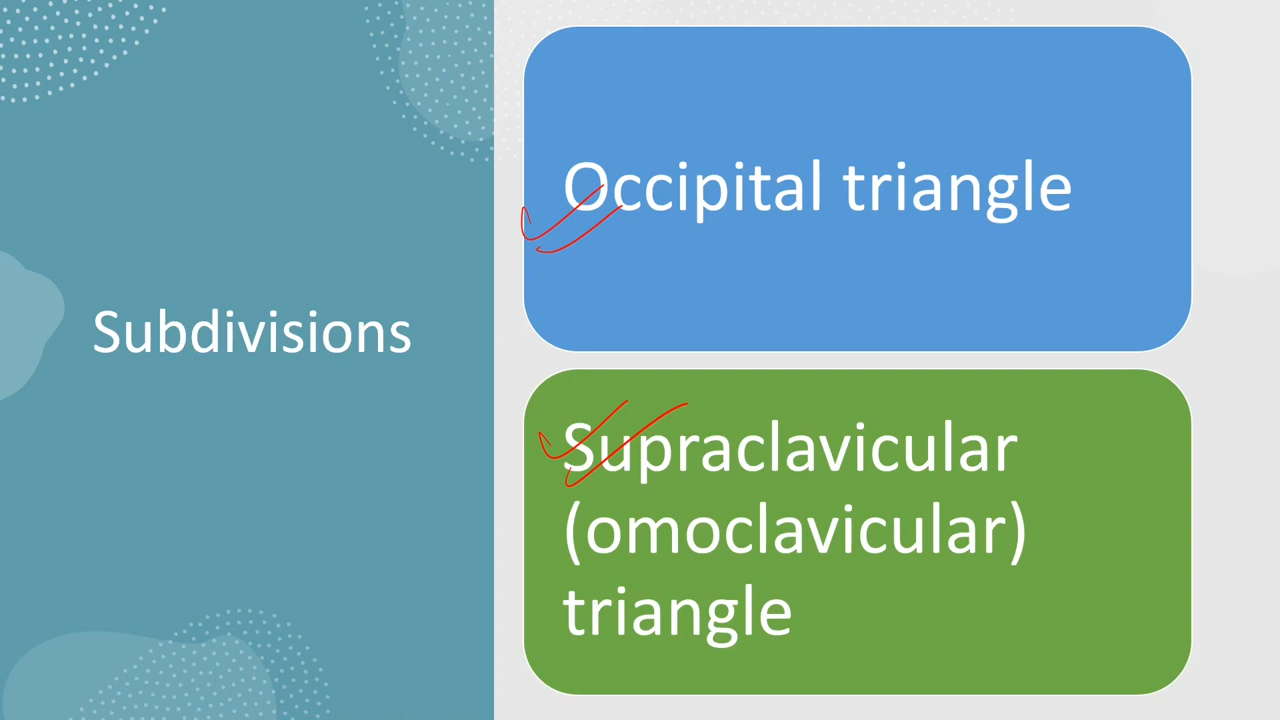 Subdivisions
Occipital triangle
Supraclavicular
(omoclavicular)
triangle